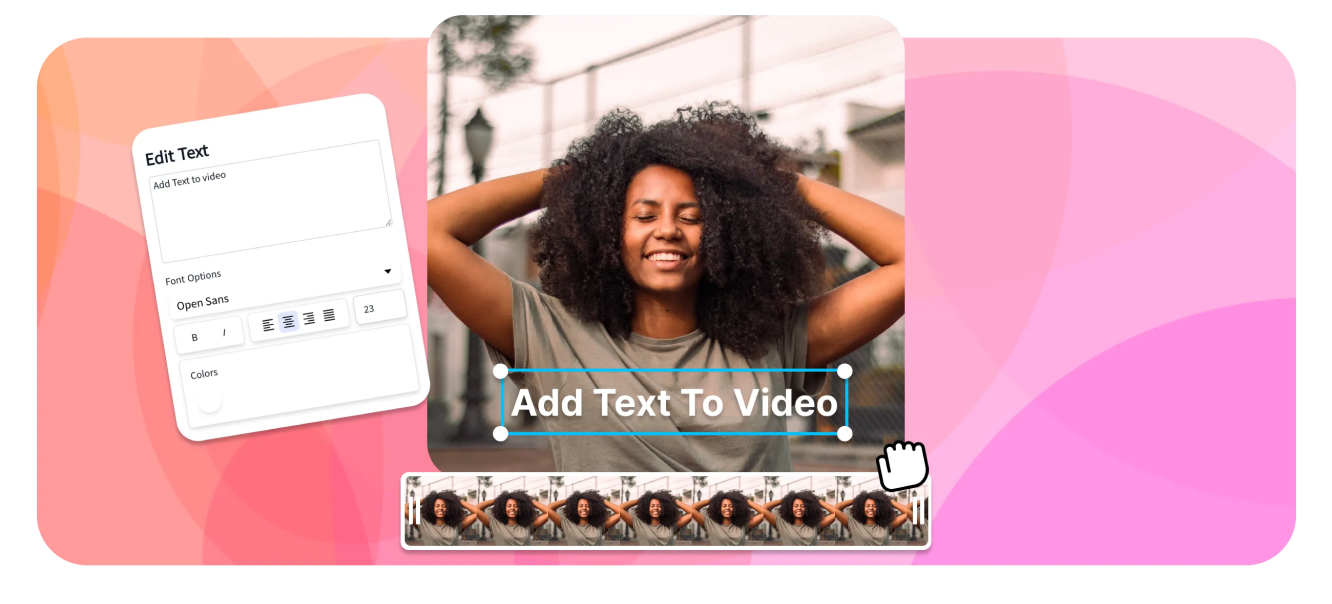 Edit Text
Add Text to video
Font Options
Open Sans
B I
23
Colors
Add Text To Video